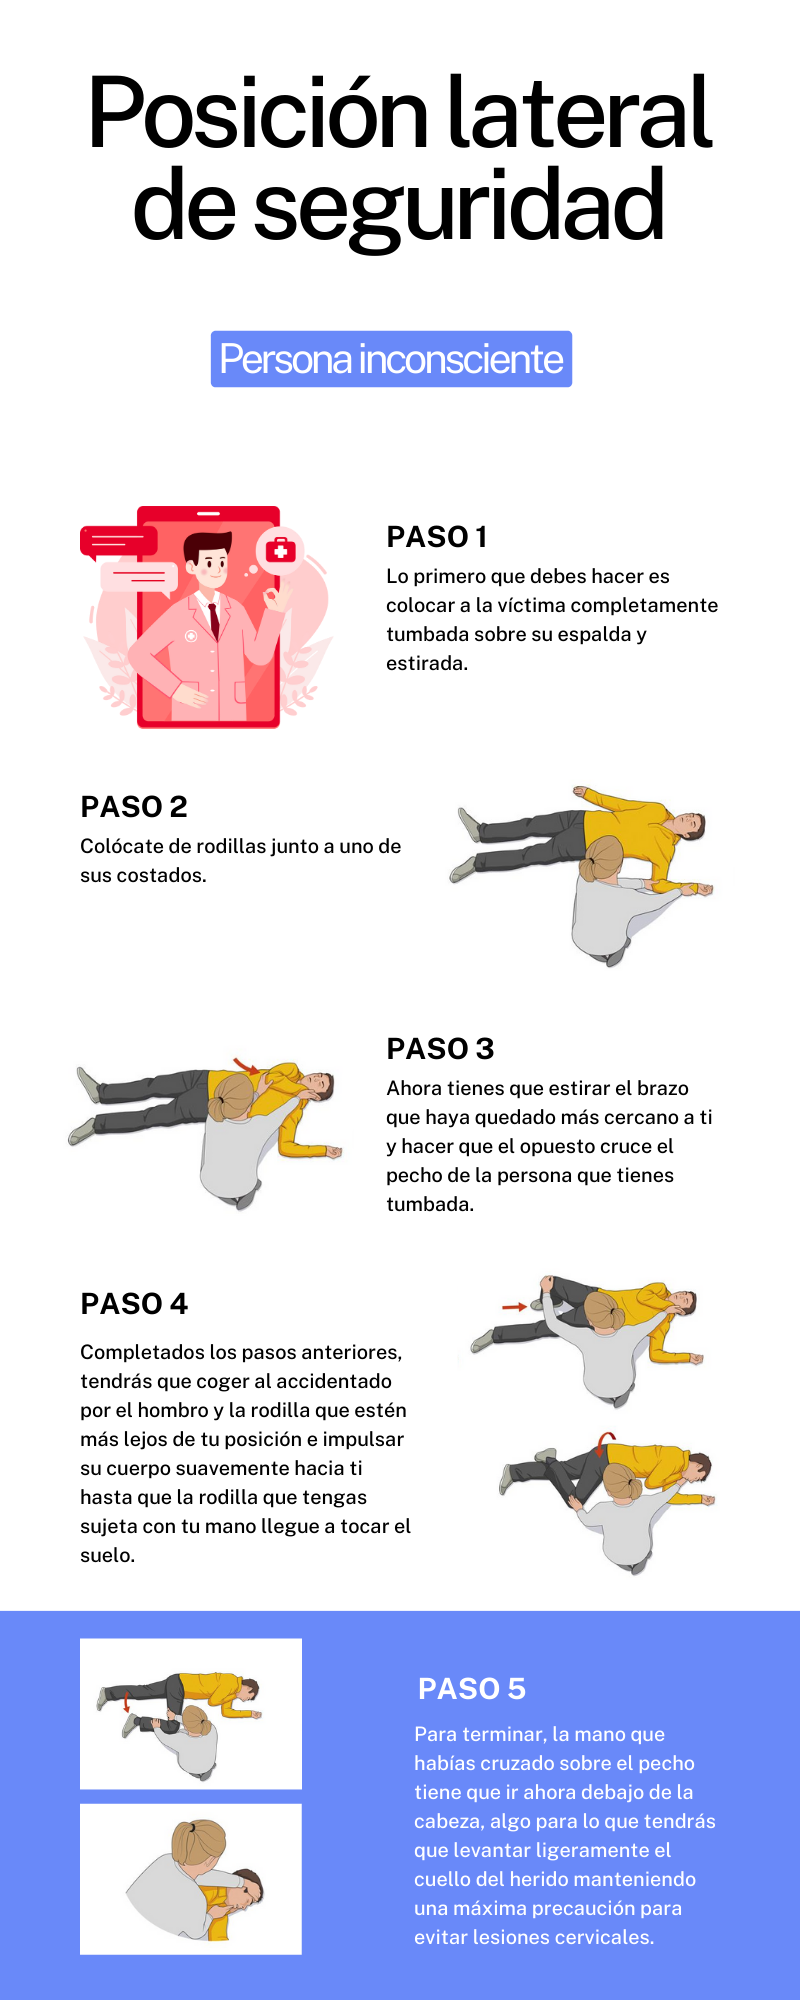 Posición lateral
de seguridad
Persona inconsciente
PASO 1
Lo primero que debes hacer es
colocar a la víctima completamente
tumbada sobre su espalda y
estirada.
PASO 2
Colócate de rodillas junto a uno de
sus costados.
PASO 3
Ahora tienes que estirar el brazo
que haya quedado más cercano a ti
y hacer que el opuesto cruce el
pecho de la persona que tienes
tumbada.
PASO 4
Completados los pasos anteriores,
tendrás que coger al accidentado
por el hombro y la rodilla que estén
más lejos de tu posición e impulsar
su cuerpo suavemente hacia ti
hasta que la rodilla que tengas
sujeta con tu mano llegue a tocar el
suelo.
PASO 5
Para terminar, la mano que
habías cruzado sobre el pecho
tiene que ir ahora debajo de la
cabeza, algo para lo que tendrás
que levantar ligeramente el
cuello del herido manteniendo
una máxima precaución para
evitar lesiones cervicales.